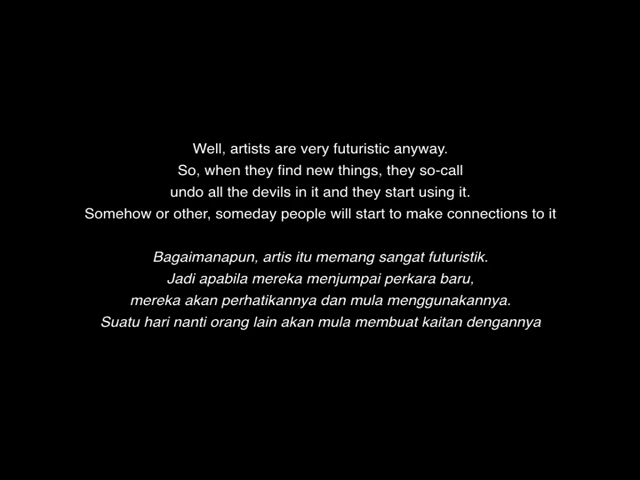 Well, artists are very futuristic anyway.
So, when they find new things, they so-call
undo all the devils in it and they start using it.
Somehow or other, someday people will start to make connections to it
Bagaimanapun, artis itu memang sangat futuristik.
Jadi apabila mereka menjumpai perkara baru,
mereka akan perhatikannya dan mula menggunakannya.
Suatu hari nanti orang lain akan mula membuat kaitan dengannya